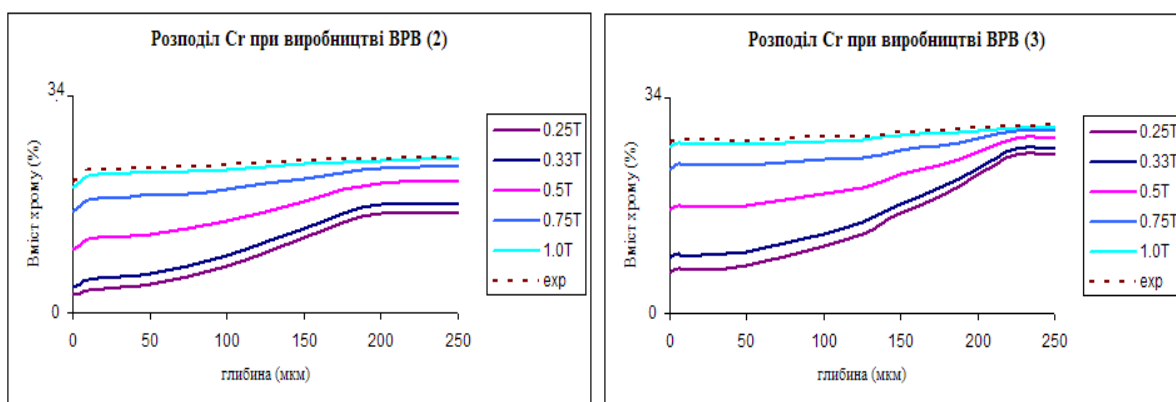 Розподіл Cr при виробництві ВРВ (2)
34
0
Вміст хрому (%)
0 50 100 150 200 250
глибина (мкм)
0.25T
0.33T
0.5T
0.75T
1.0T
exp
Розподіл Cr при виробництві ВРВ (3)
34
0
Вміст хрому (%)
0 50 100 150 200 250
глибина (мкм)
0.25T
0.33T
0.5T
0.75T
1.0T
exp